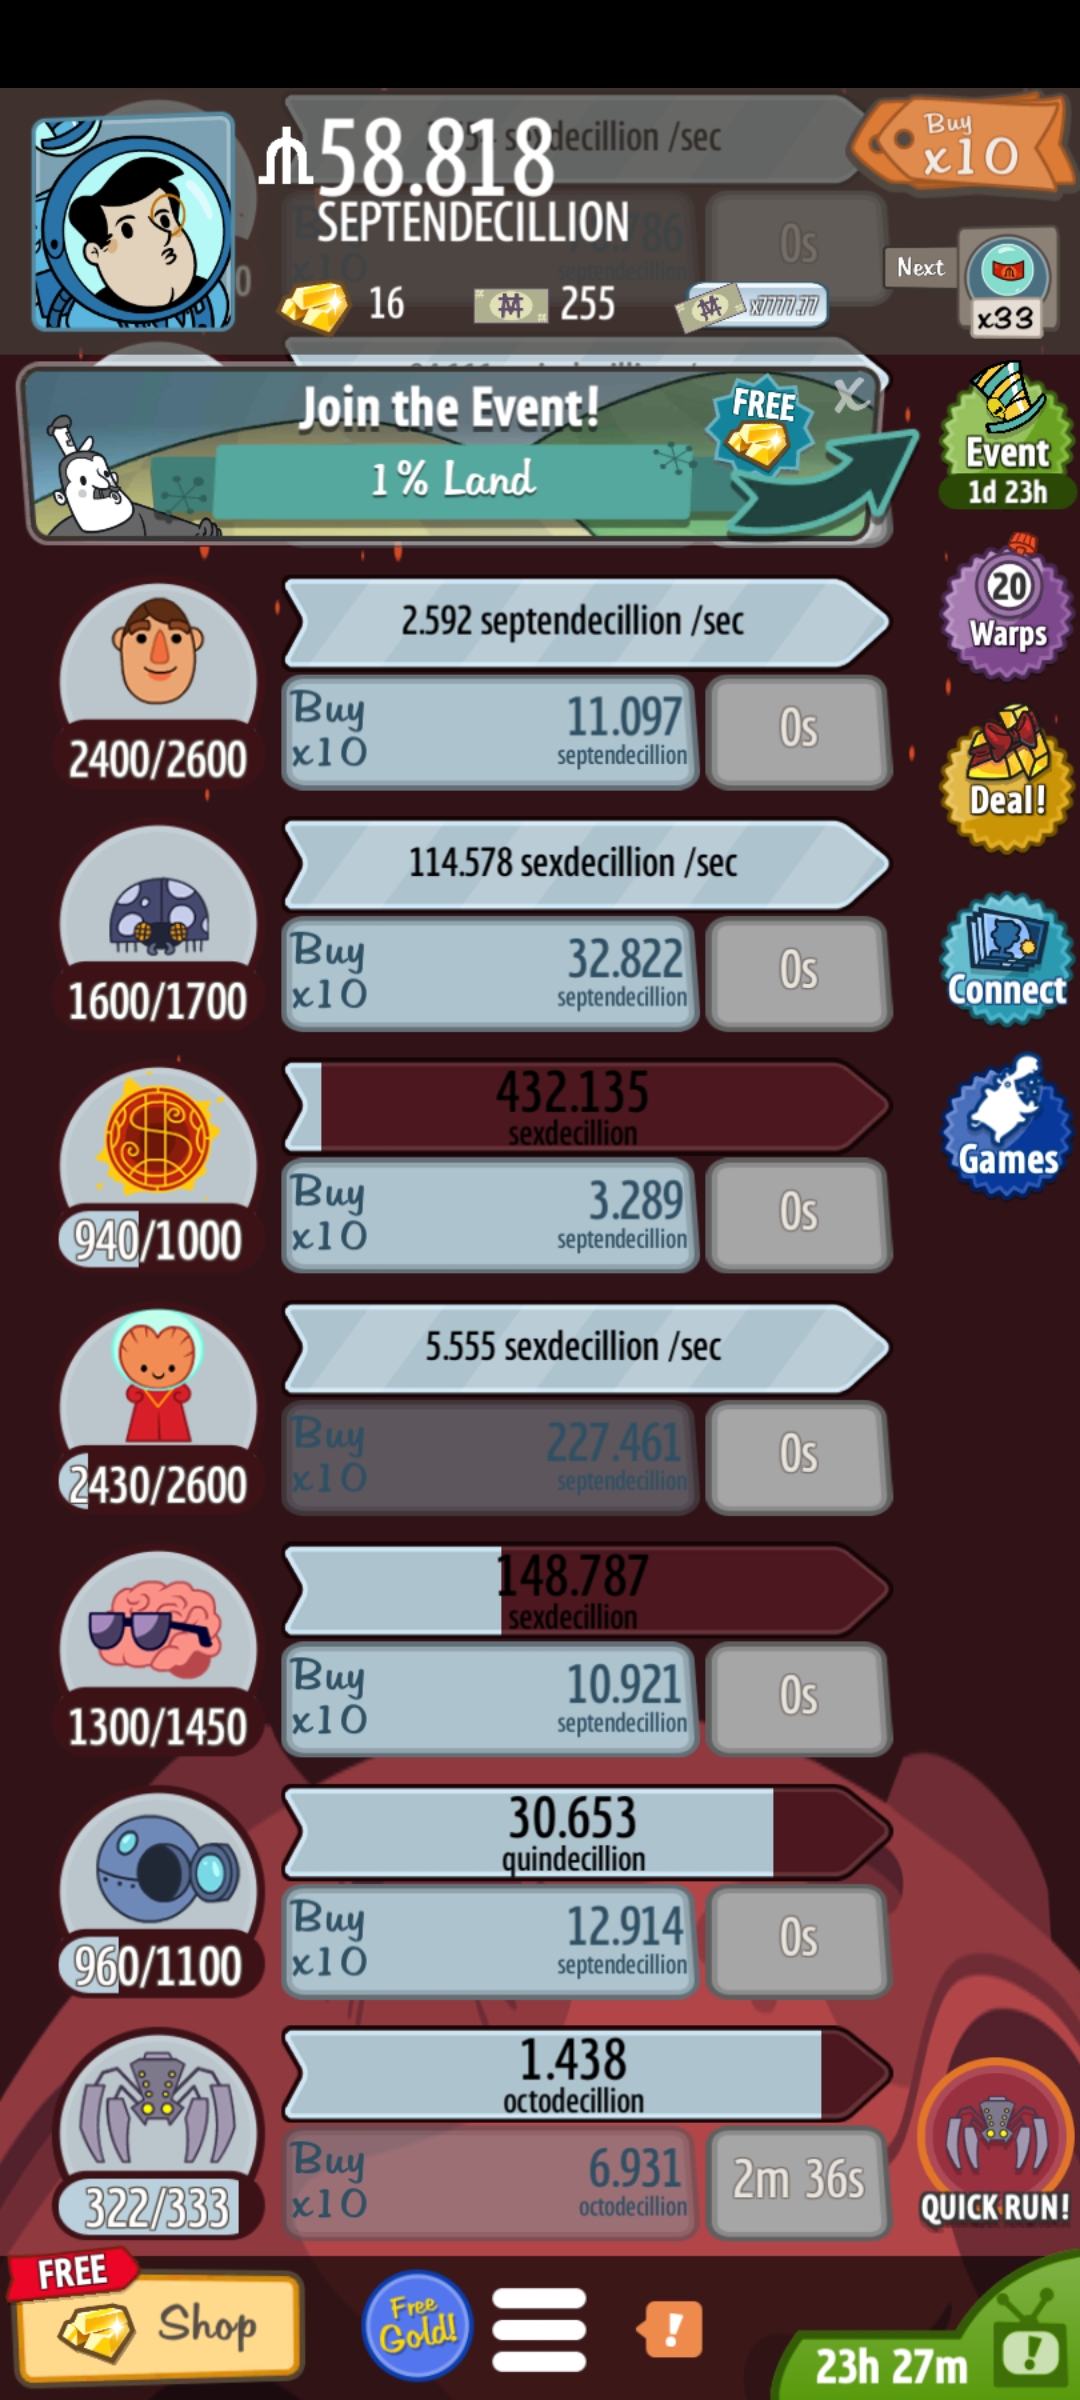 58.818
SEPTENDECILLION
sexdecillion /sec
Buy
x10
16
255
x7777.77
Next
x33
Buy
x10
786
septendecillion
0s
Join the Event!
1% Land
FREE
X
Event
1d 23h
2.592 septendecillion /sec
Buy
x10
11.097
septendecillion
0s
2400/2600
20
Warps
114.578 sexdecillion /sec
Buy
x10
32.822
septendecillion
0s
1600/1700
Deal!
432.135
sexdecillion
Buy
x10
3.289
septendecillion
0s
940/1000
Connect
5.555 sexdecillion /sec
Buy
x10
227.461
septendecillion
0s
2430/2600
Games
148.787
sexdecillion
Buy
x10
10.921
septendecillion
0s
1300/1450
30.653
quindecillion
Buy
x10
12.914
septendecillion
0s
960/1100
1.438
octodecillion
Buy
x10
6.931
octodecillion
2m 36s
322/333
QUICK RUN!
FREE
Shop
Free
Gold!
!
23h 27m
!